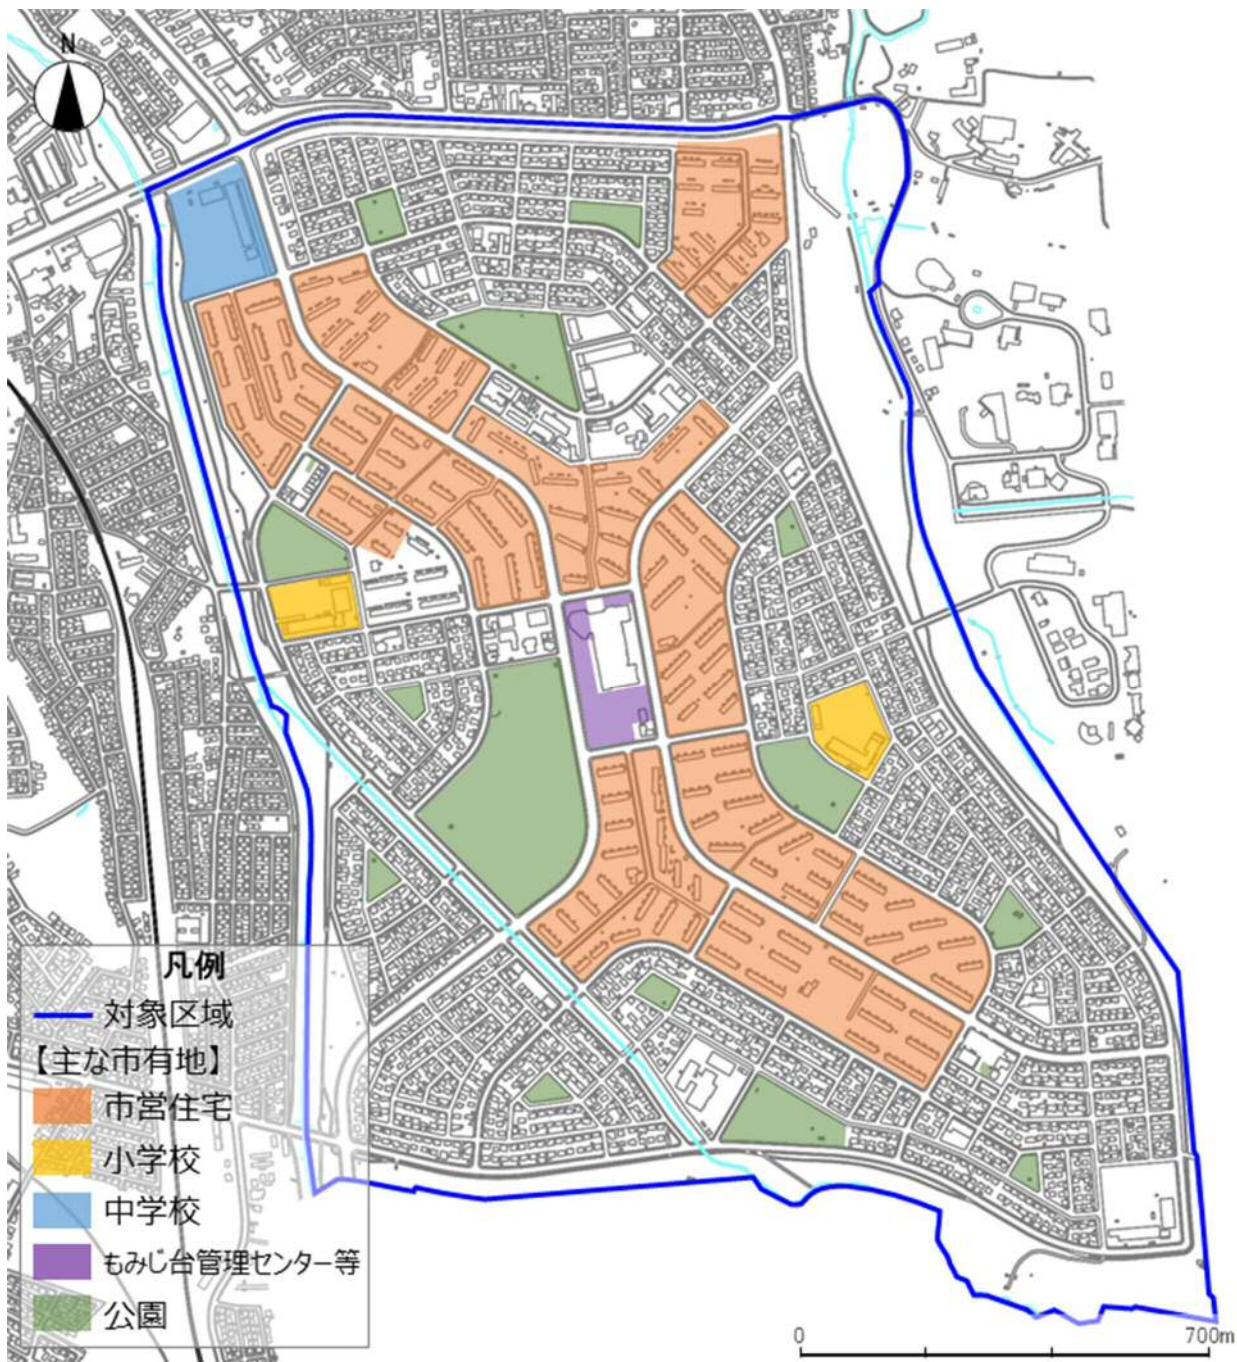 N
凡例
対象区域
【主な市有地】
市営住宅
小学校
中学校
もみじ台管理センター等
公園
0 700m